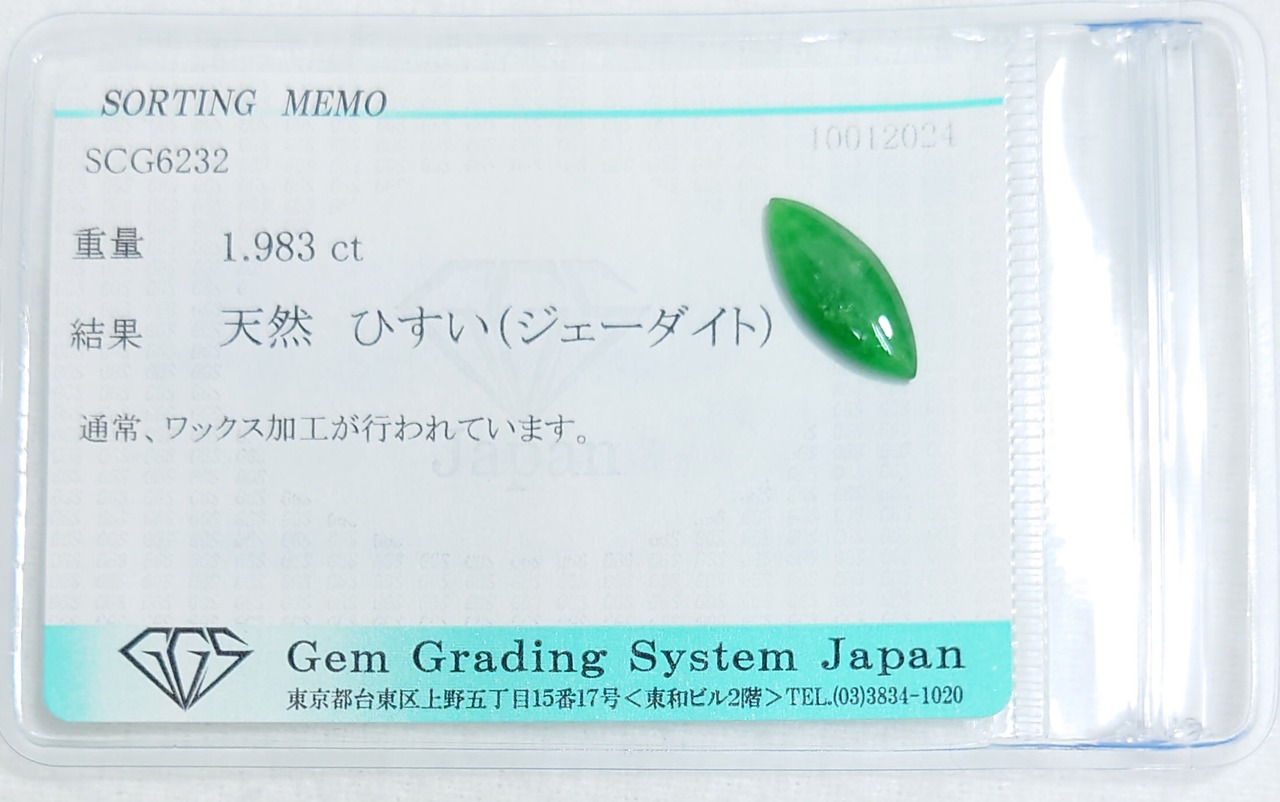 SORTING MEMO
10012024
SCG6232
重量 1.983 ct
結果 天然 ひすい(ジェーダイト)
通常、ワックス加工が行われています。
Japan
GGS Gem Grading System Japan
東京都台東区上野五丁目15番17号＜東和ビル2階＞TEL.(03)3834-1020